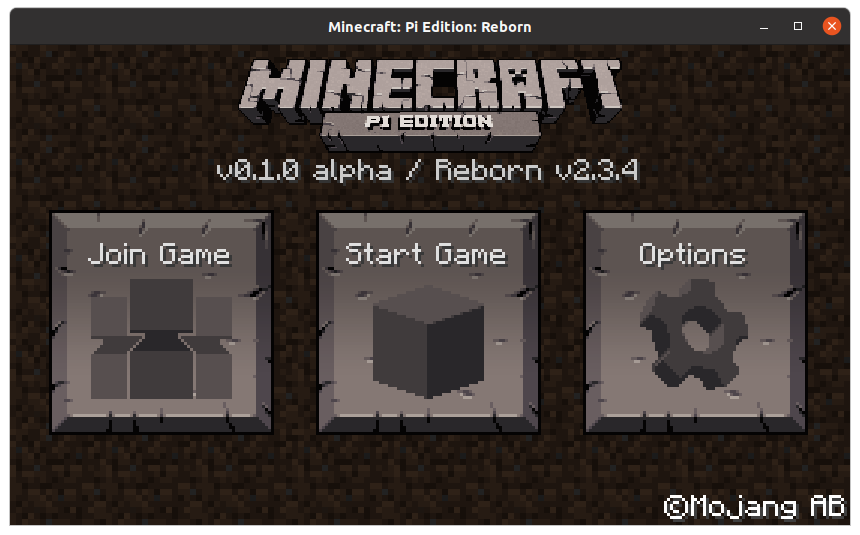 Minecraft: Pi Edition: Reborn
MINECRAFT
PI EDITION
v0.1.0 alpha / Reborn v2.3.4
Join Game
Start Game
Options
©Mojang AB